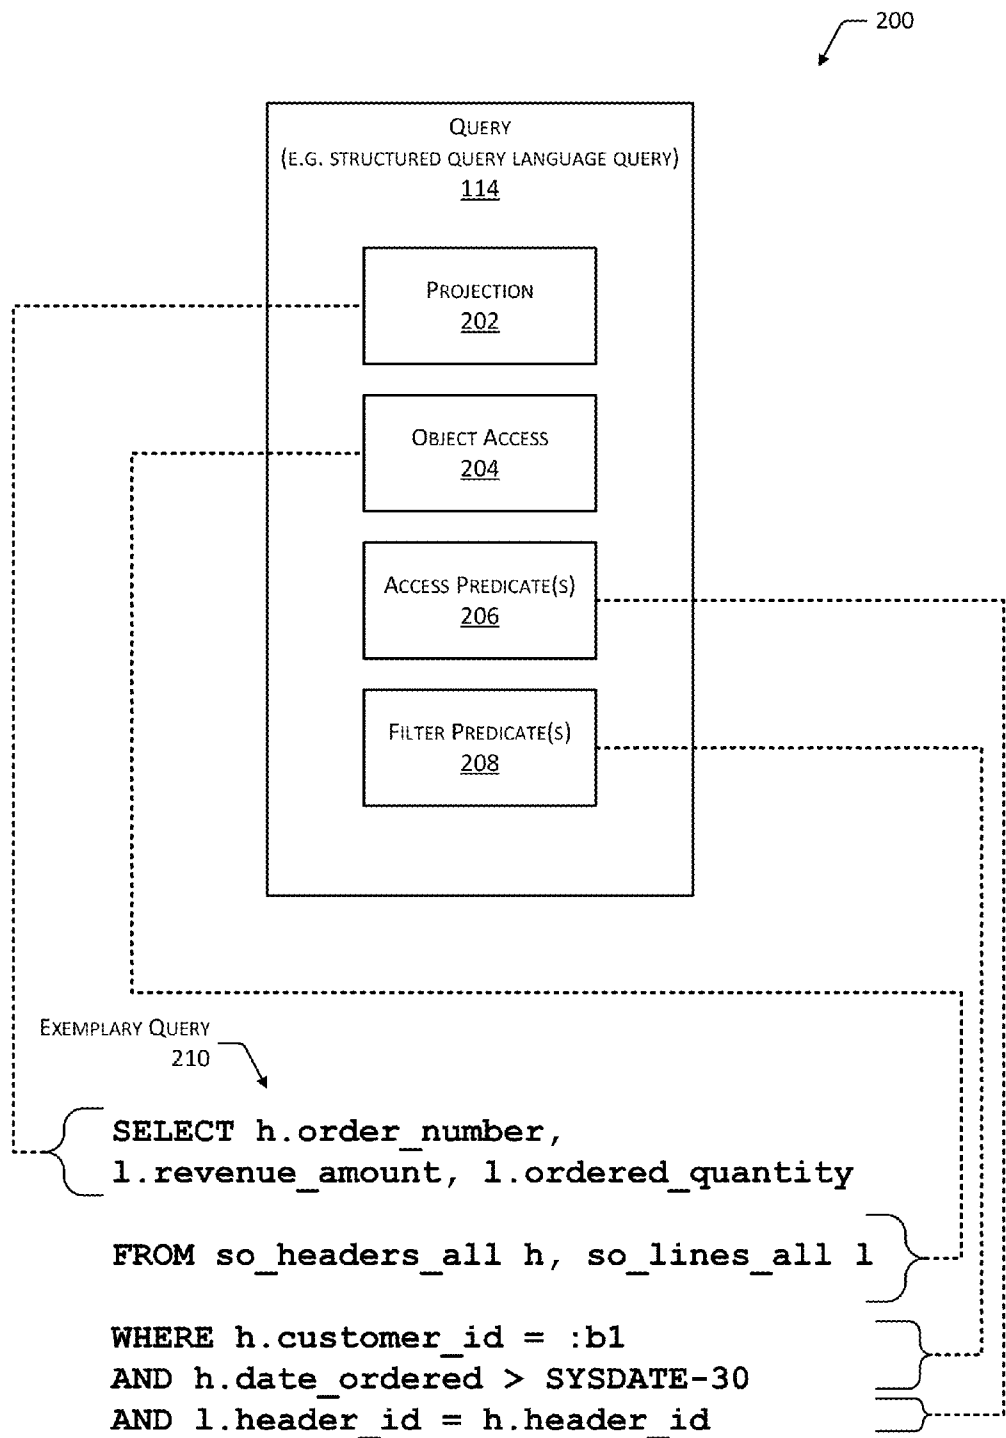 200
QUERY
(E.G. STRUCTURED QUERY LANGUAGE QUERY)
114
PROJECTION
202
OBJECT ACCESS
204
ACCESS PREDICATE(S)
206
FILTER PREDICATE(S)
208
EXEMPLARY QUERY
210
SELECT h.order_number,
l.revenue_amount, l.ordered_quantity
FROM so_headers_all h, so_lines_all l
WHERE h.customer_id = :b1
AND h.date_ordered > SYSDATE-30
AND l.header_id = h.header_id